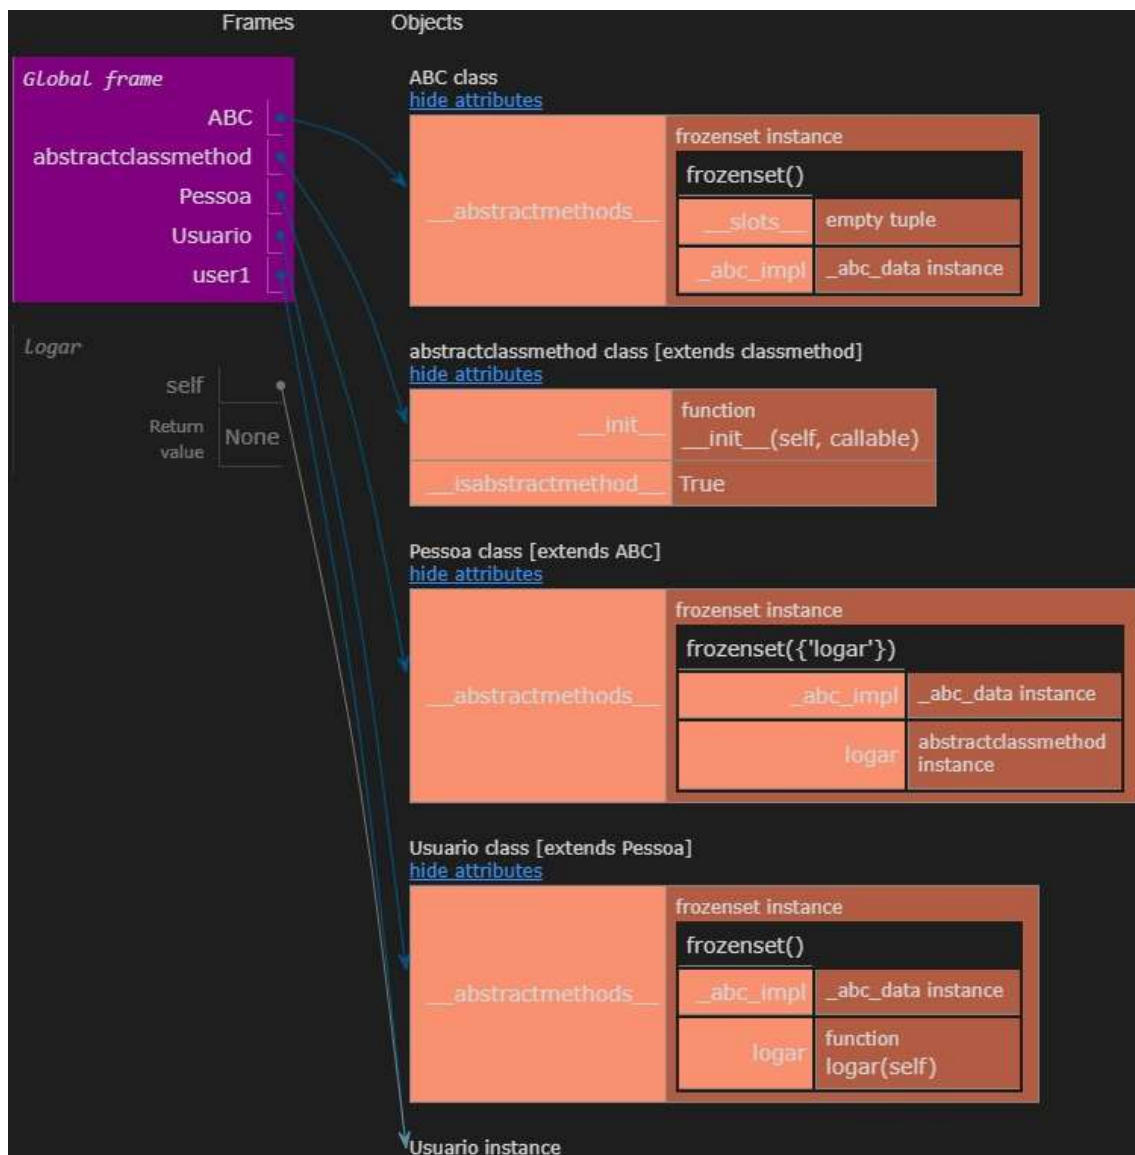 Frames Objects
Global frame
ABC
abstractclassmethod
Pessoa
Usuario
user1
Logar
self
Return
value
None
ABC class
hide attributes
__abstractmethods__
frozenset instance
frozenset()
__slots__ empty tuple
_abc_impl _abc_data instance
abstractclassmethod class [extends classmethod]
hide attributes
__init__
function
__init__(self, callable)
__isabstractmethod__ True
Pessoa class [extends ABC]
hide attributes
__abstractmethods__
frozenset instance
frozenset({'logar'})
_abc_impl _abc_data instance
logar
abstractclassmethod
instance
Usuario class [extends Pessoa]
hide attributes
__abstractmethods__
frozenset instance
frozenset()
_abc_impl _abc_data instance
logar
function
logar(self)
Usuario instance